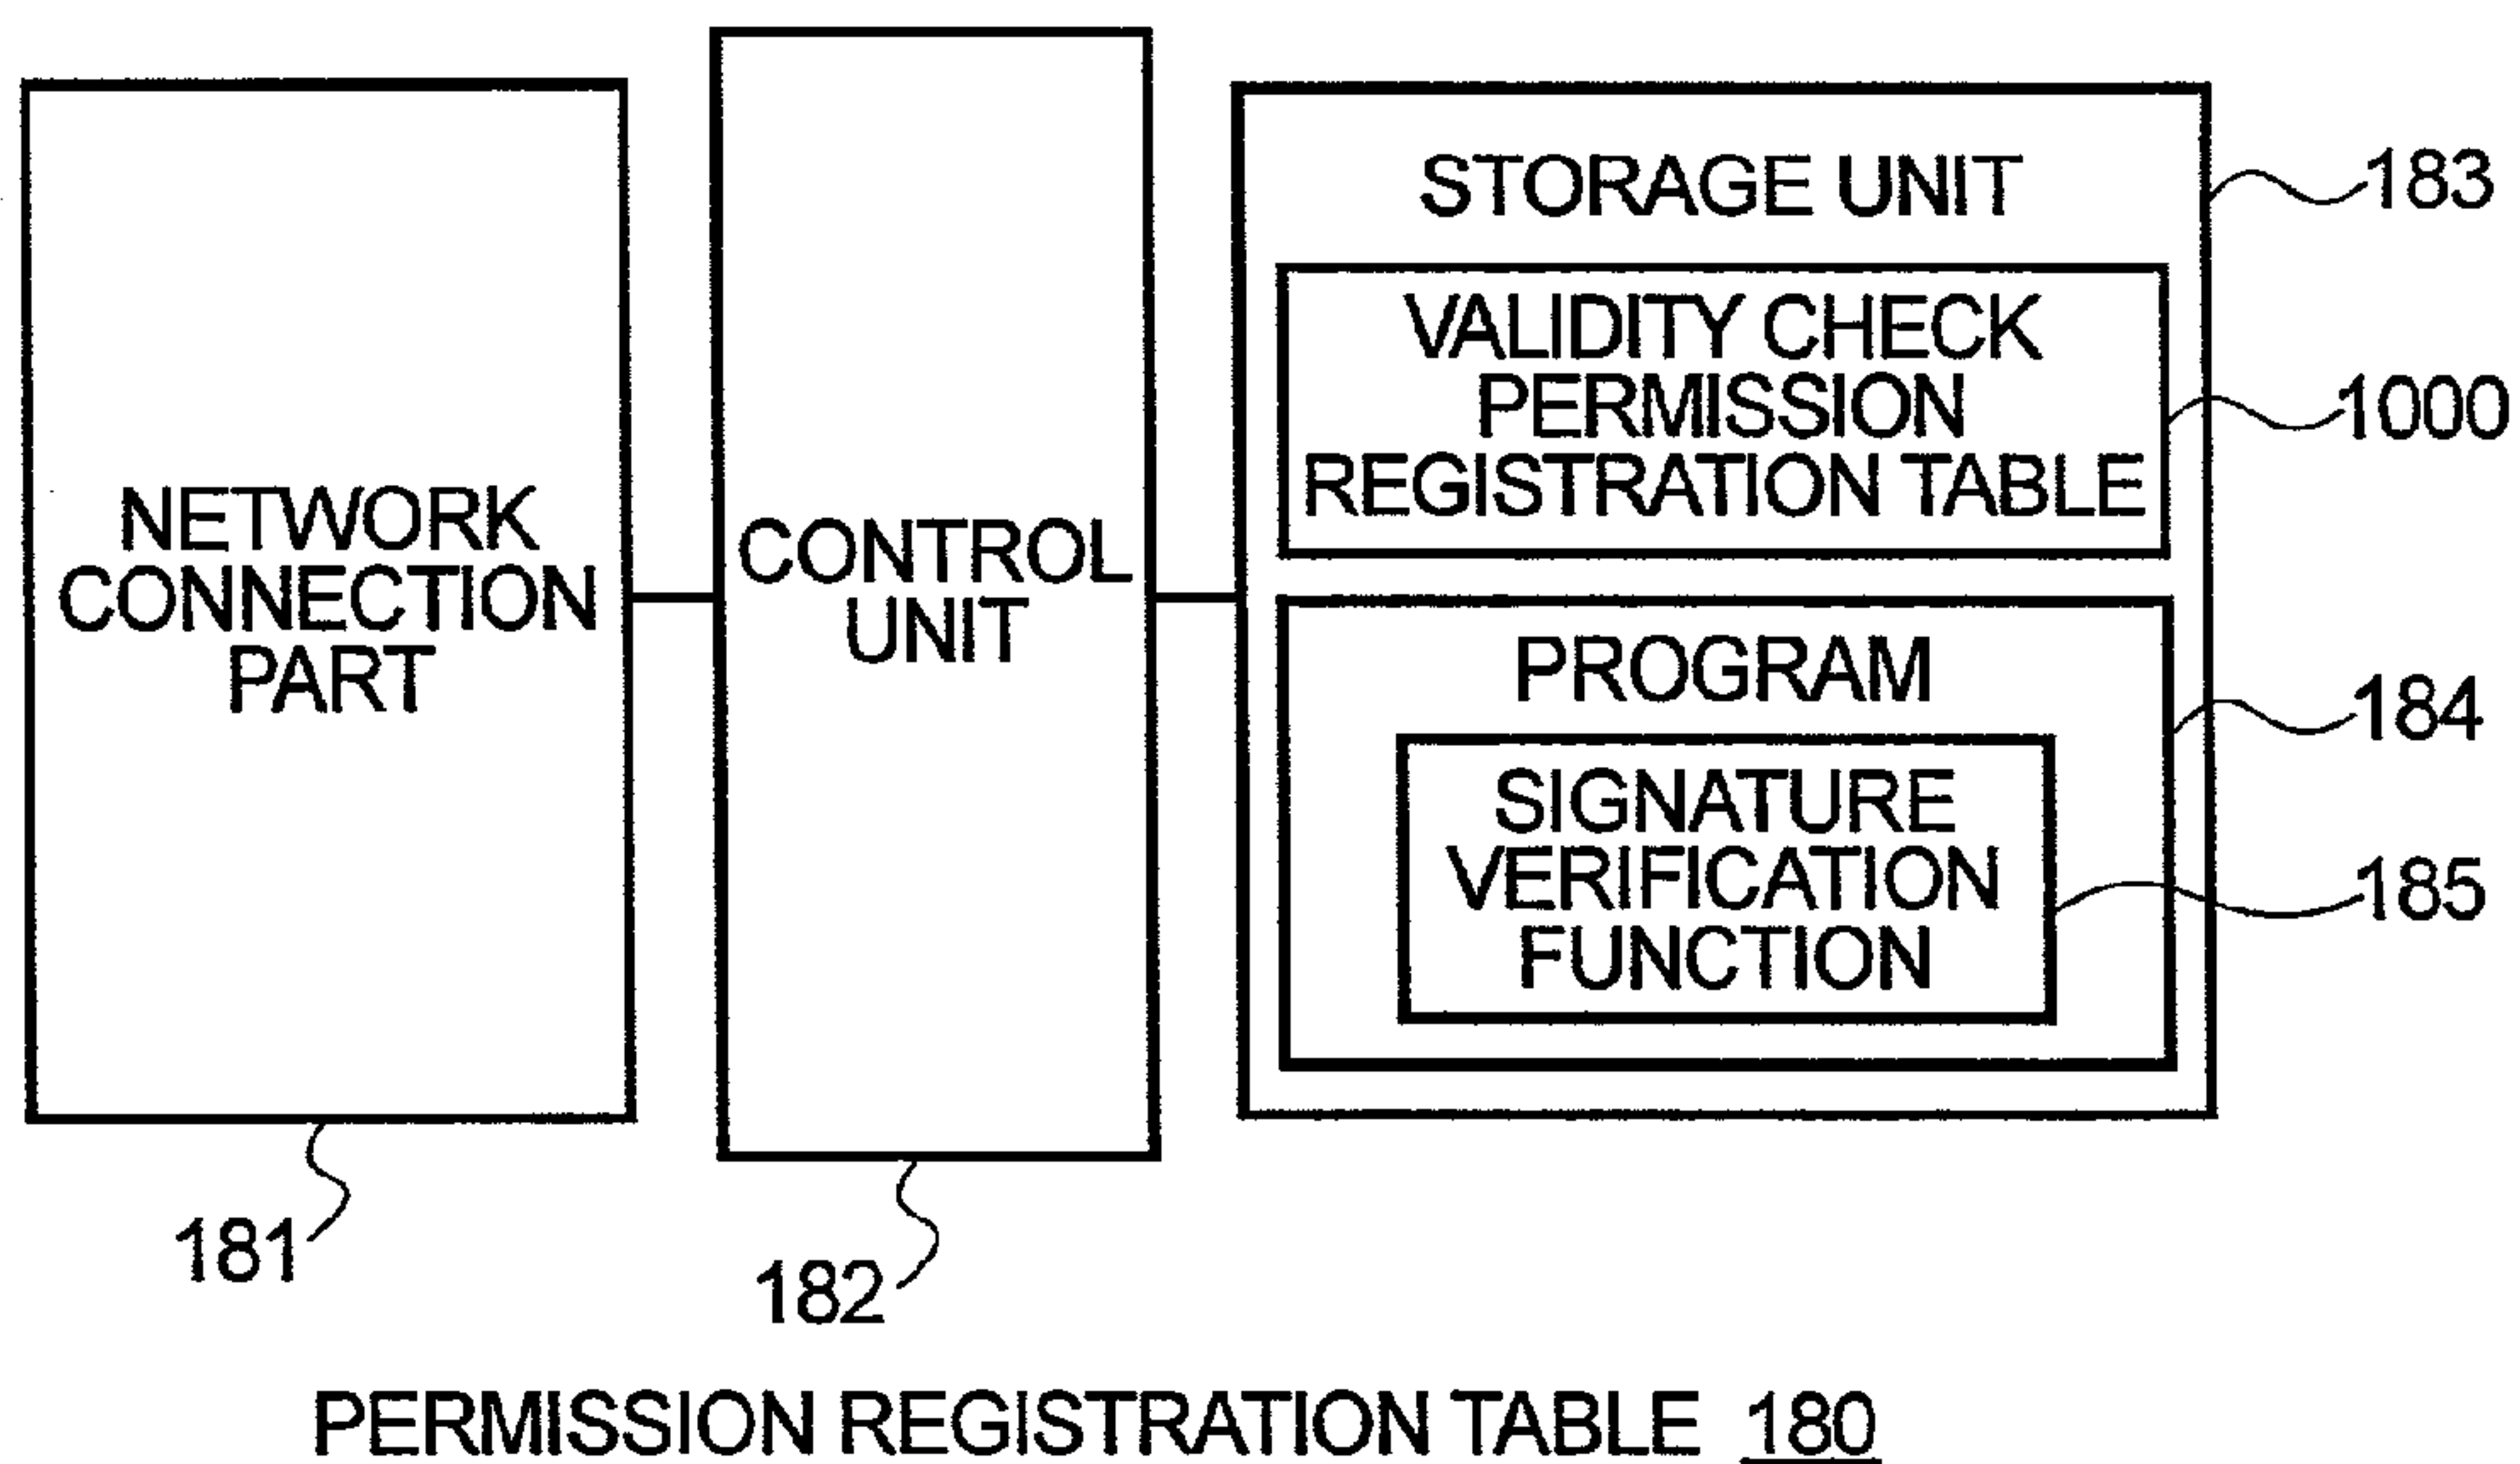 NETWORK
CONNECTION
PART
181
CONTROL
UNIT
182
STORAGE UNIT
183
VALIDITY CHECK
PERMISSION
REGISTRATION TABLE
1000
PROGRAM
184
SIGNATURE
VERIFICATION
FUNCTION
185
PERMISSION REGISTRATION TABLE 180